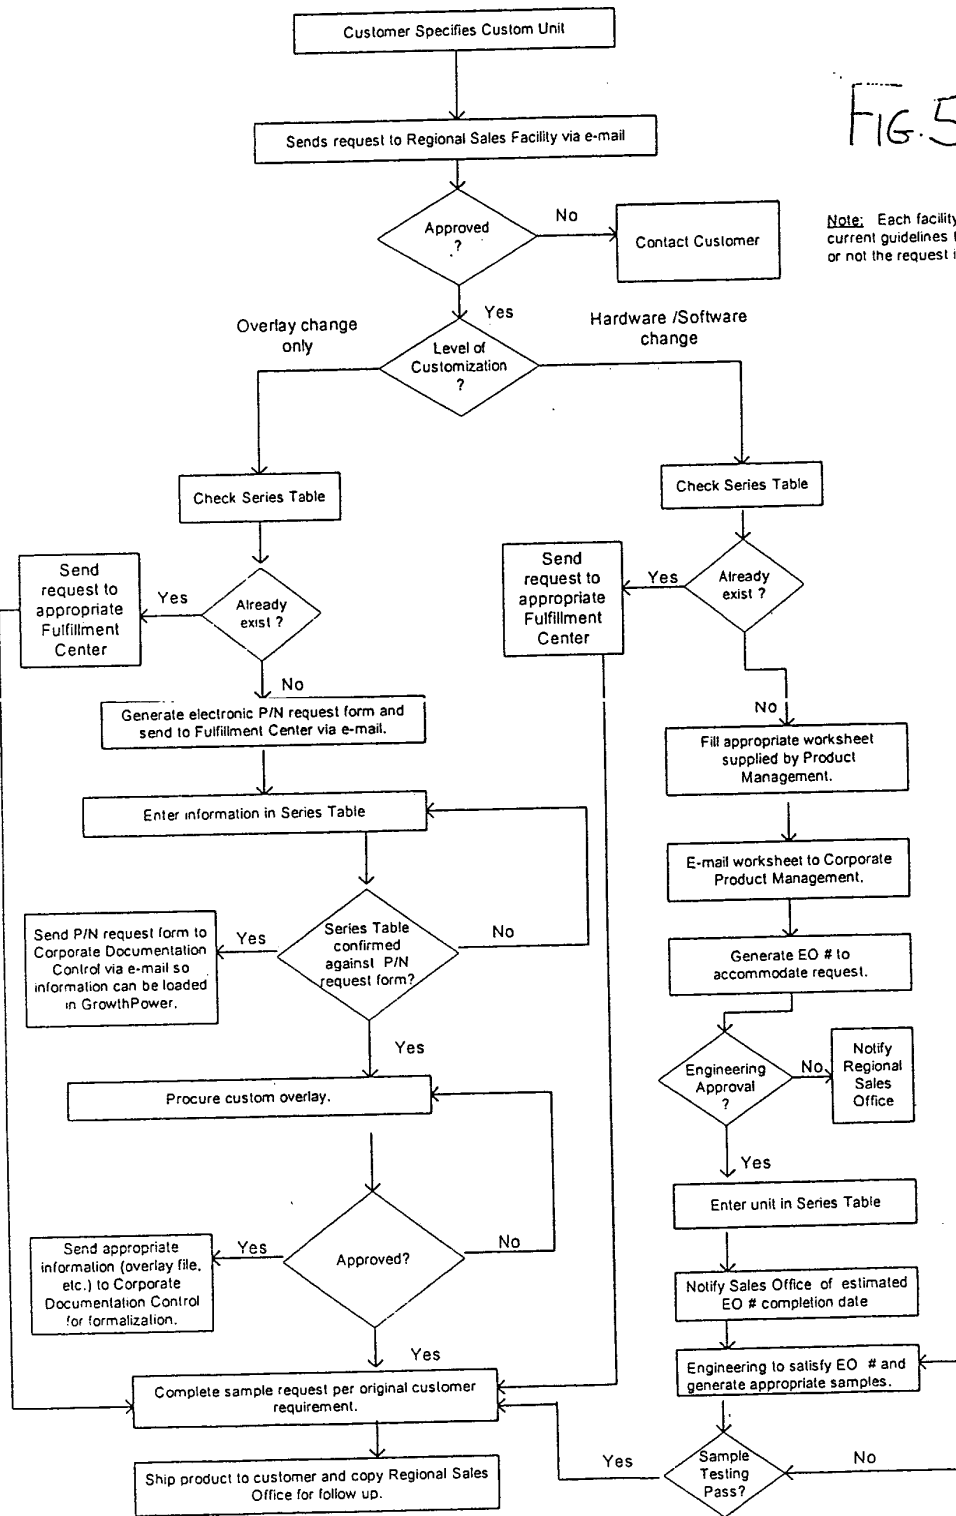 Customer Specifies Custom Unit
FIG.5
Sends request to Regional Sales Facility via e-mail
Approved
?
No
Contact Customer
Note: Each facility
current guidelines
or not the request
Yes
Overlay change
only
Hardware /Software
change
Level of
Customization
?
Check Series Table
Check Series Table
Send
request to
appropriate
Fulfillment
Center
Yes
Already
exist ?
Send
request to
appropriate
Fulfillment
Center
Yes
Already
exist ?
No
No
Generate electronic P/N request form and
send to Fulfillment Center via e-mail.
Fill appropriate worksheet
supplied by Product
Management.
Enter information in Series Table
E-mail worksheet to Corporate
Product Management.
Send P/N request form to
Corporate Documentation
Control via e-mail so
information can be loaded
in GrowthPower.
Yes
Series Table
confirmed
against P/N
request form?
No
Generate EO # to
accommodate request.
Yes
Engineering
Approval
?
No
Notify
Regional
Sales
Office
Procure custom overlay.
Yes
Enter unit in Series Table
Send appropriate
information (overlay file,
etc.) to Corporate
Documentation Control
for formalization.
Yes
Approved?
No
Notify Sales Office of estimated
EO # completion date
Yes
Engineering to satisfy EO # and
generate appropriate samples.
Complete sample request per original customer
requirement.
Yes
Sample
Testing
Pass?
No
Ship product to customer and copy Regional Sales
Office for follow up.